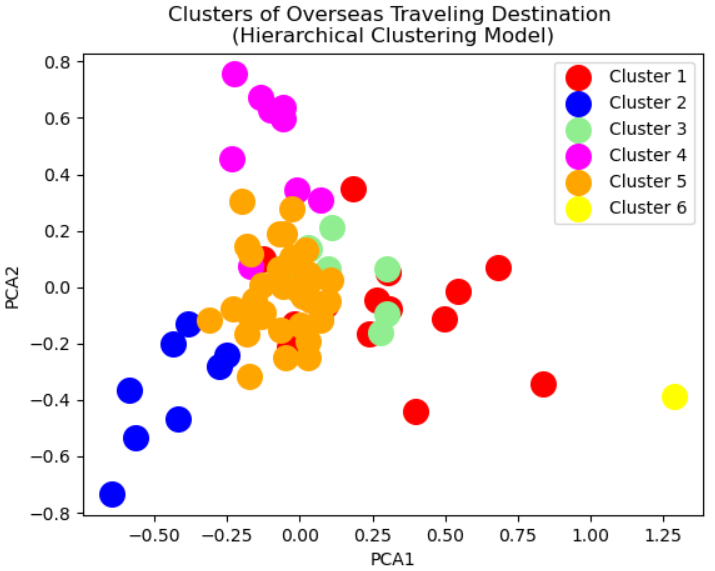 Clusters of Overseas Traveling Destination
(Hierarchical Clustering Model)
0.8
0.6
0.4
0.2
0.0
−0.2
−0.4
−0.6
−0.8
PCA2
Cluster 1
Cluster 2
Cluster 3
Cluster 4
Cluster 5
Cluster 6
−0.50 −0.25 0.00 0.25 0.50 0.75 1.00 1.25
PCA1